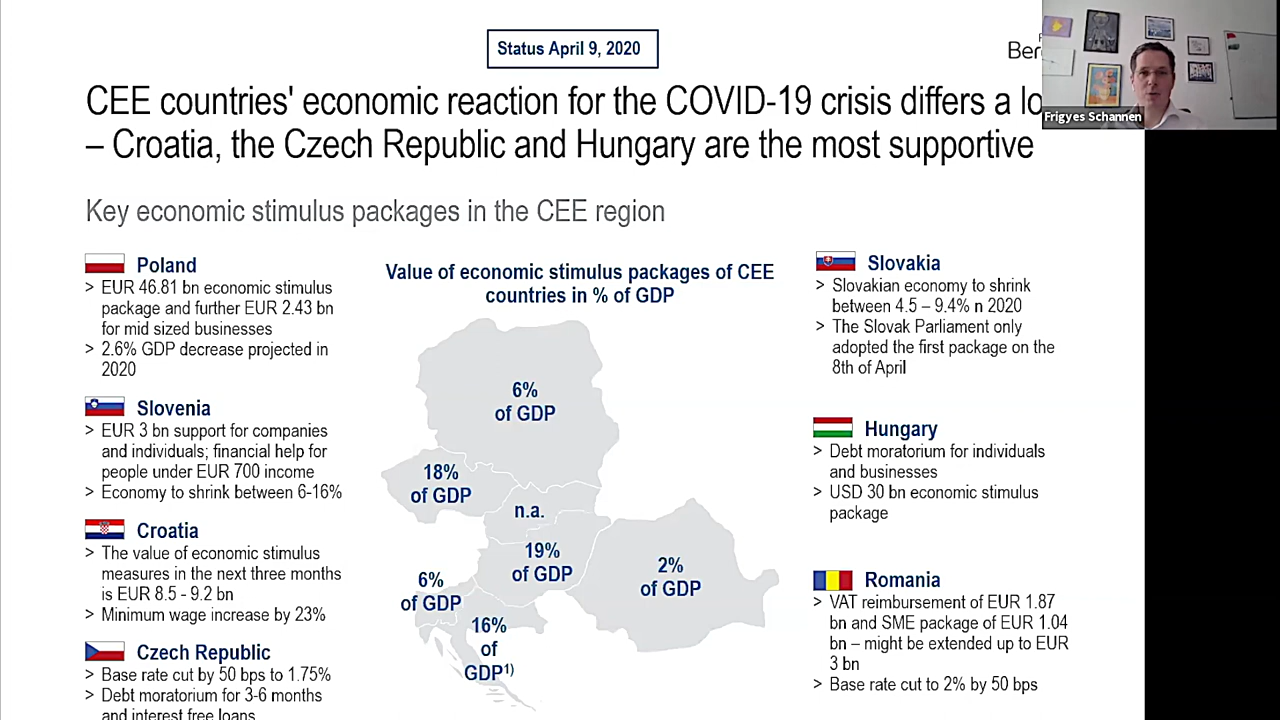 Status April 9, 2020
Ber
CEE countries' economic reaction for the COVID-19 crisis differs a lo
– Croatia, the Czech Republic and Hungary are the most supportive
Frigyes Schannen
Key economic stimulus packages in the CEE region
Poland
> EUR 46.81 bn economic stimulus
package and further EUR 2.43 bn
for mid sized businesses
> 2.6% GDP decrease projected in
2020
Slovenia
> EUR 3 bn support for companies
and individuals; financial help for
people under EUR 700 income
> Economy to shrink between 6-16%
Croatia
> The value of economic stimulus
measures in the next three months
is EUR 8.5 - 9.2 bn
> Minimum wage increase by 23%
Czech Republic
> Base rate cut by 50 bps to 1.75%
> Debt moratorium for 3-6 months
and interest free loans
Value of economic stimulus packages of CEE
countries in % of GDP
6%
of GDP
18%
of GDP
n.a.
19%
of GDP
2%
of GDP
6%
of GDP
16%
of
GDP1)
Slovakia
> Slovakian economy to shrink
between 4.5 – 9.4% n 2020
> The Slovak Parliament only
adopted the first package on the
8th of April
Hungary
> Debt moratorium for individuals
and businesses
> USD 30 bn economic stimulus
package
Romania
> VAT reimbursement of EUR 1.87
bn and SME package of EUR 1.04
bn – might be extended up to EUR
3 bn
> Base rate cut to 2% by 50 bps